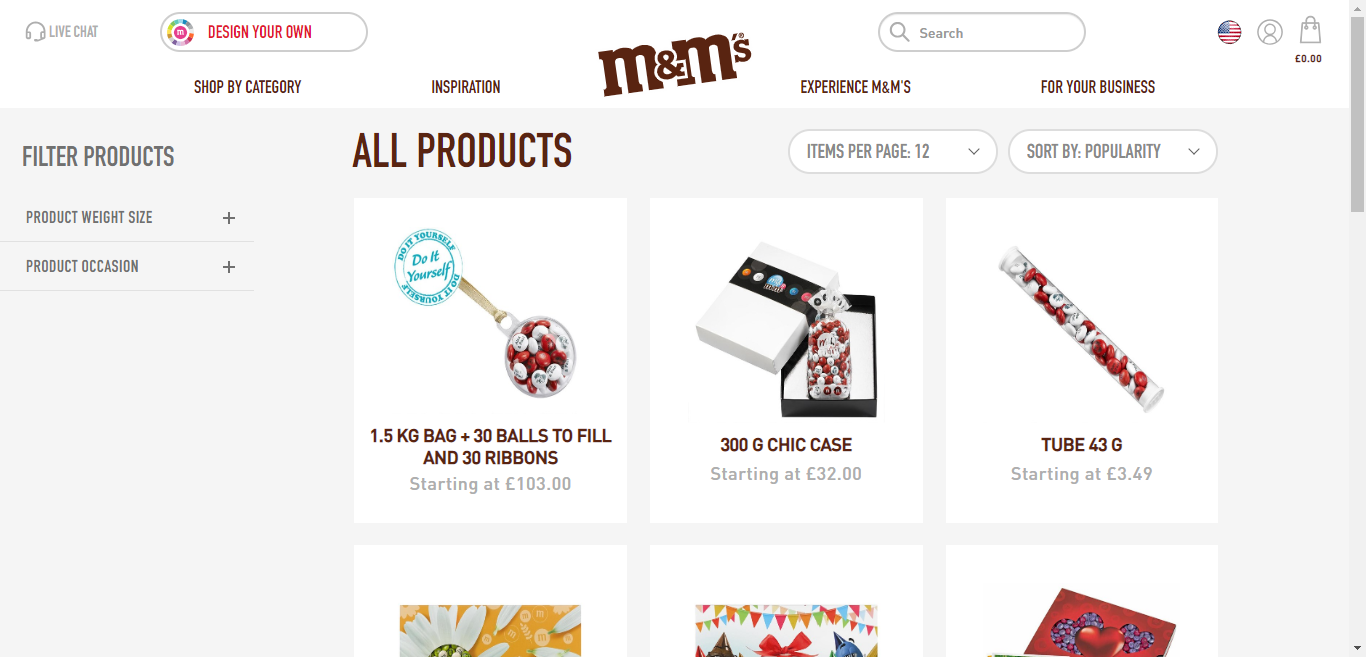 LIVE CHAT
DESIGN YOUR OWN
m&m's®
Search
£0.00
SHOP BY CATEGORY
INSPIRATION
EXPERIENCE M&M'S
FOR YOUR BUSINESS
FILTER PRODUCTS
PRODUCT WEIGHT SIZE
PRODUCT OCCASION
ALL PRODUCTS
ITEMS PER PAGE: 12
SORT BY: POPULARITY
DO IT YOURSELF
Do It
Yourself
DO IT YOURSELF
1.5 KG BAG + 30 BALLS TO FILL
AND 30 RIBBONS
Starting at £103.00
300 G CHIC CASE
Starting at £32.00
TUBE 43 G
Starting at £3.49